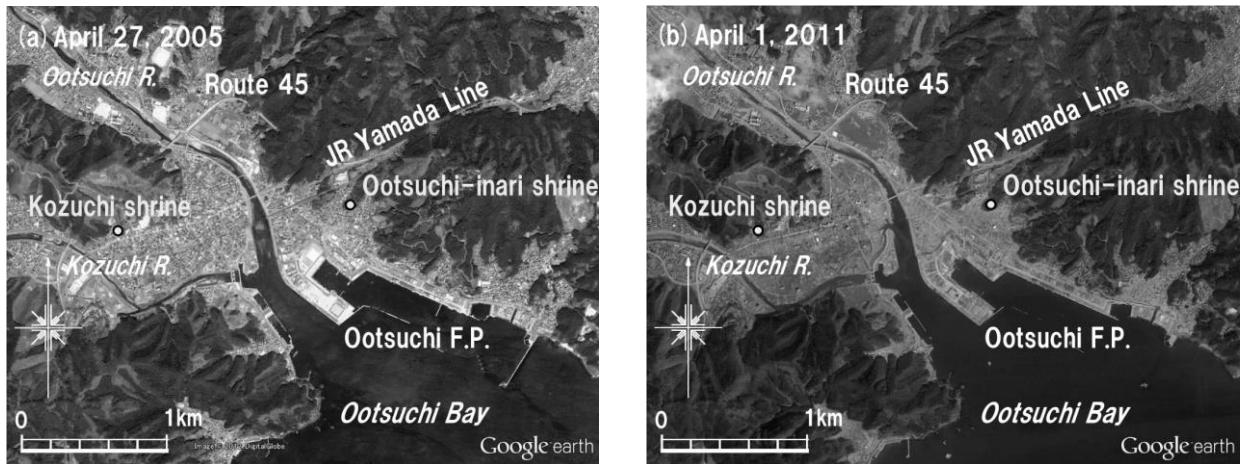 (a) April 27, 2005
Ootsuchi R.
Route 45
JR Yamada Line
Ootsuchi-inari shrine
Kozuchi shrine
Kozuchi R.
Ootsuchi F.P.
0 1km
Ootsuchi Bay
Google earth
(b) April 1, 2011
Ootsuchi R.
Route 45
JR Yamada Line
Ootsuchi-inari shrine
Kozuchi shrine
Kozuchi R.
Ootsuchi F.P.
0 1km
Ootsuchi Bay
Google earth